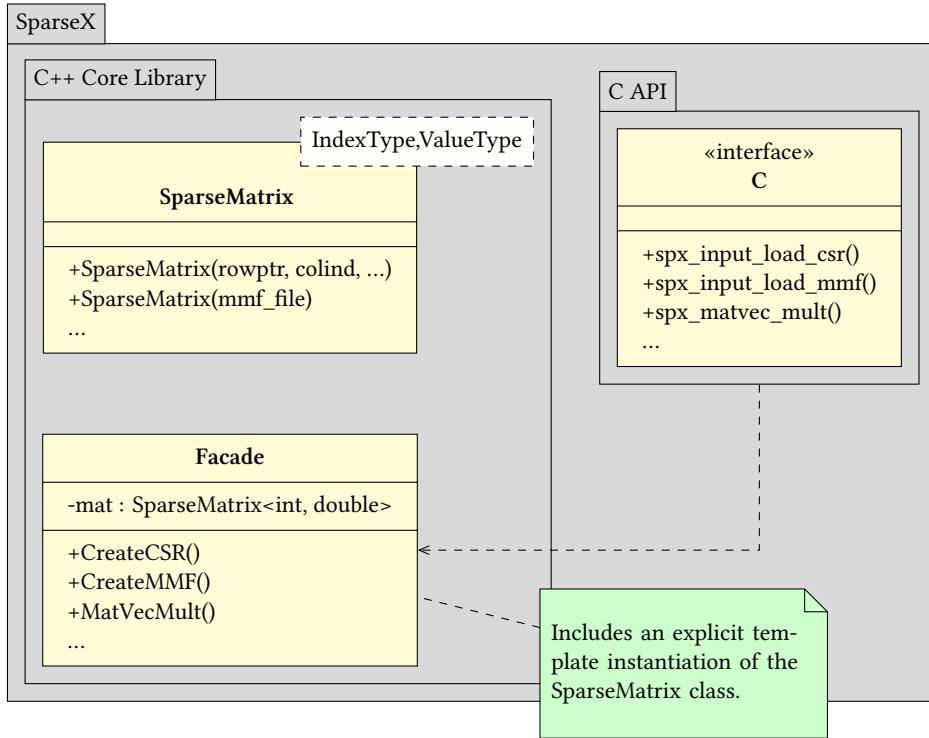 SparseX
C++ Core Library
IndexType,ValueType
SparseMatrix
+SparseMatrix(rowptr, colind, ...)
+SparseMatrix(mmf_file)
...
Facade
-mat : SparseMatrix<int, double>
+CreateCSR()
+CreateMMF()
+MatVecMult()
...
C API
«interface»
C
+spx_input_load_csr()
+spx_input_load_mmf()
+spx_matvec_mult()
...
Includes an explicit tem-
plate instantiation of the
SparseMatrix class.